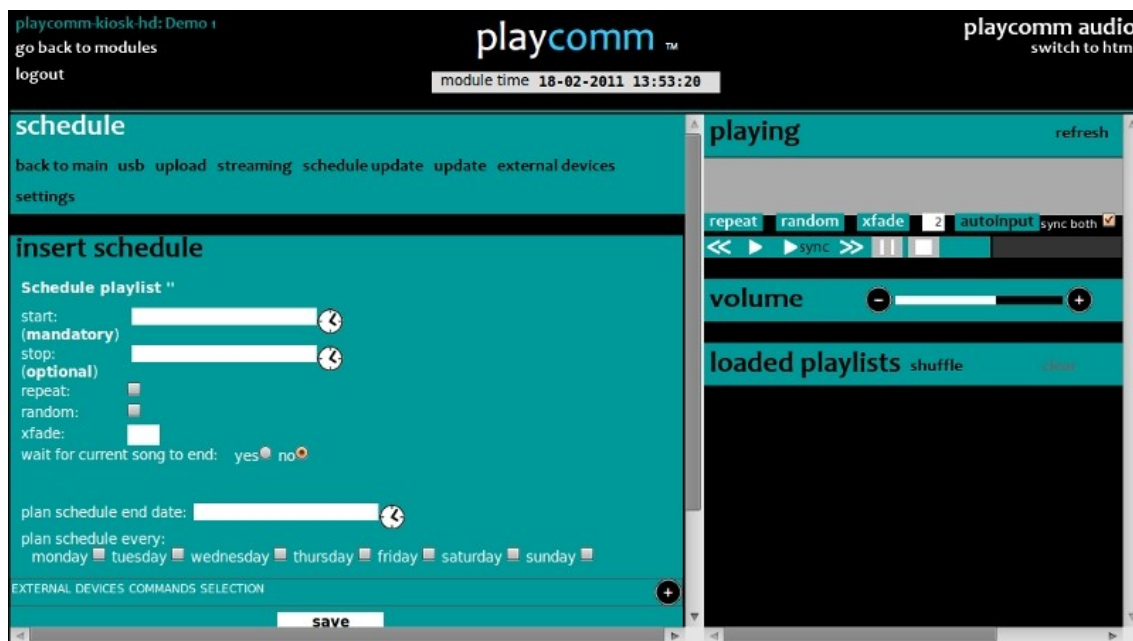 playcomm-kiosk-hd: Demo 1
go back to modules
logout
playcomm TM
module time 18-02-2011 13:53:20
playcomm audio
switch to htm
schedule
back to main usb upload streaming schedule update update external devices
settings
insert schedule
Schedule playlist ''
start:
(mandatory)
stop:
(optional)
repeat:
random:
xfade:
wait for current song to end: yes no
plan schedule end date:
plan schedule every:
monday tuesday wednesday thursday friday saturday sunday
EXTERNAL DEVICES COMMANDS SELECTION
save
playing refresh
repeat random xfade 2 autoinput sync both
sync
volume
loaded playlists shuffle clear